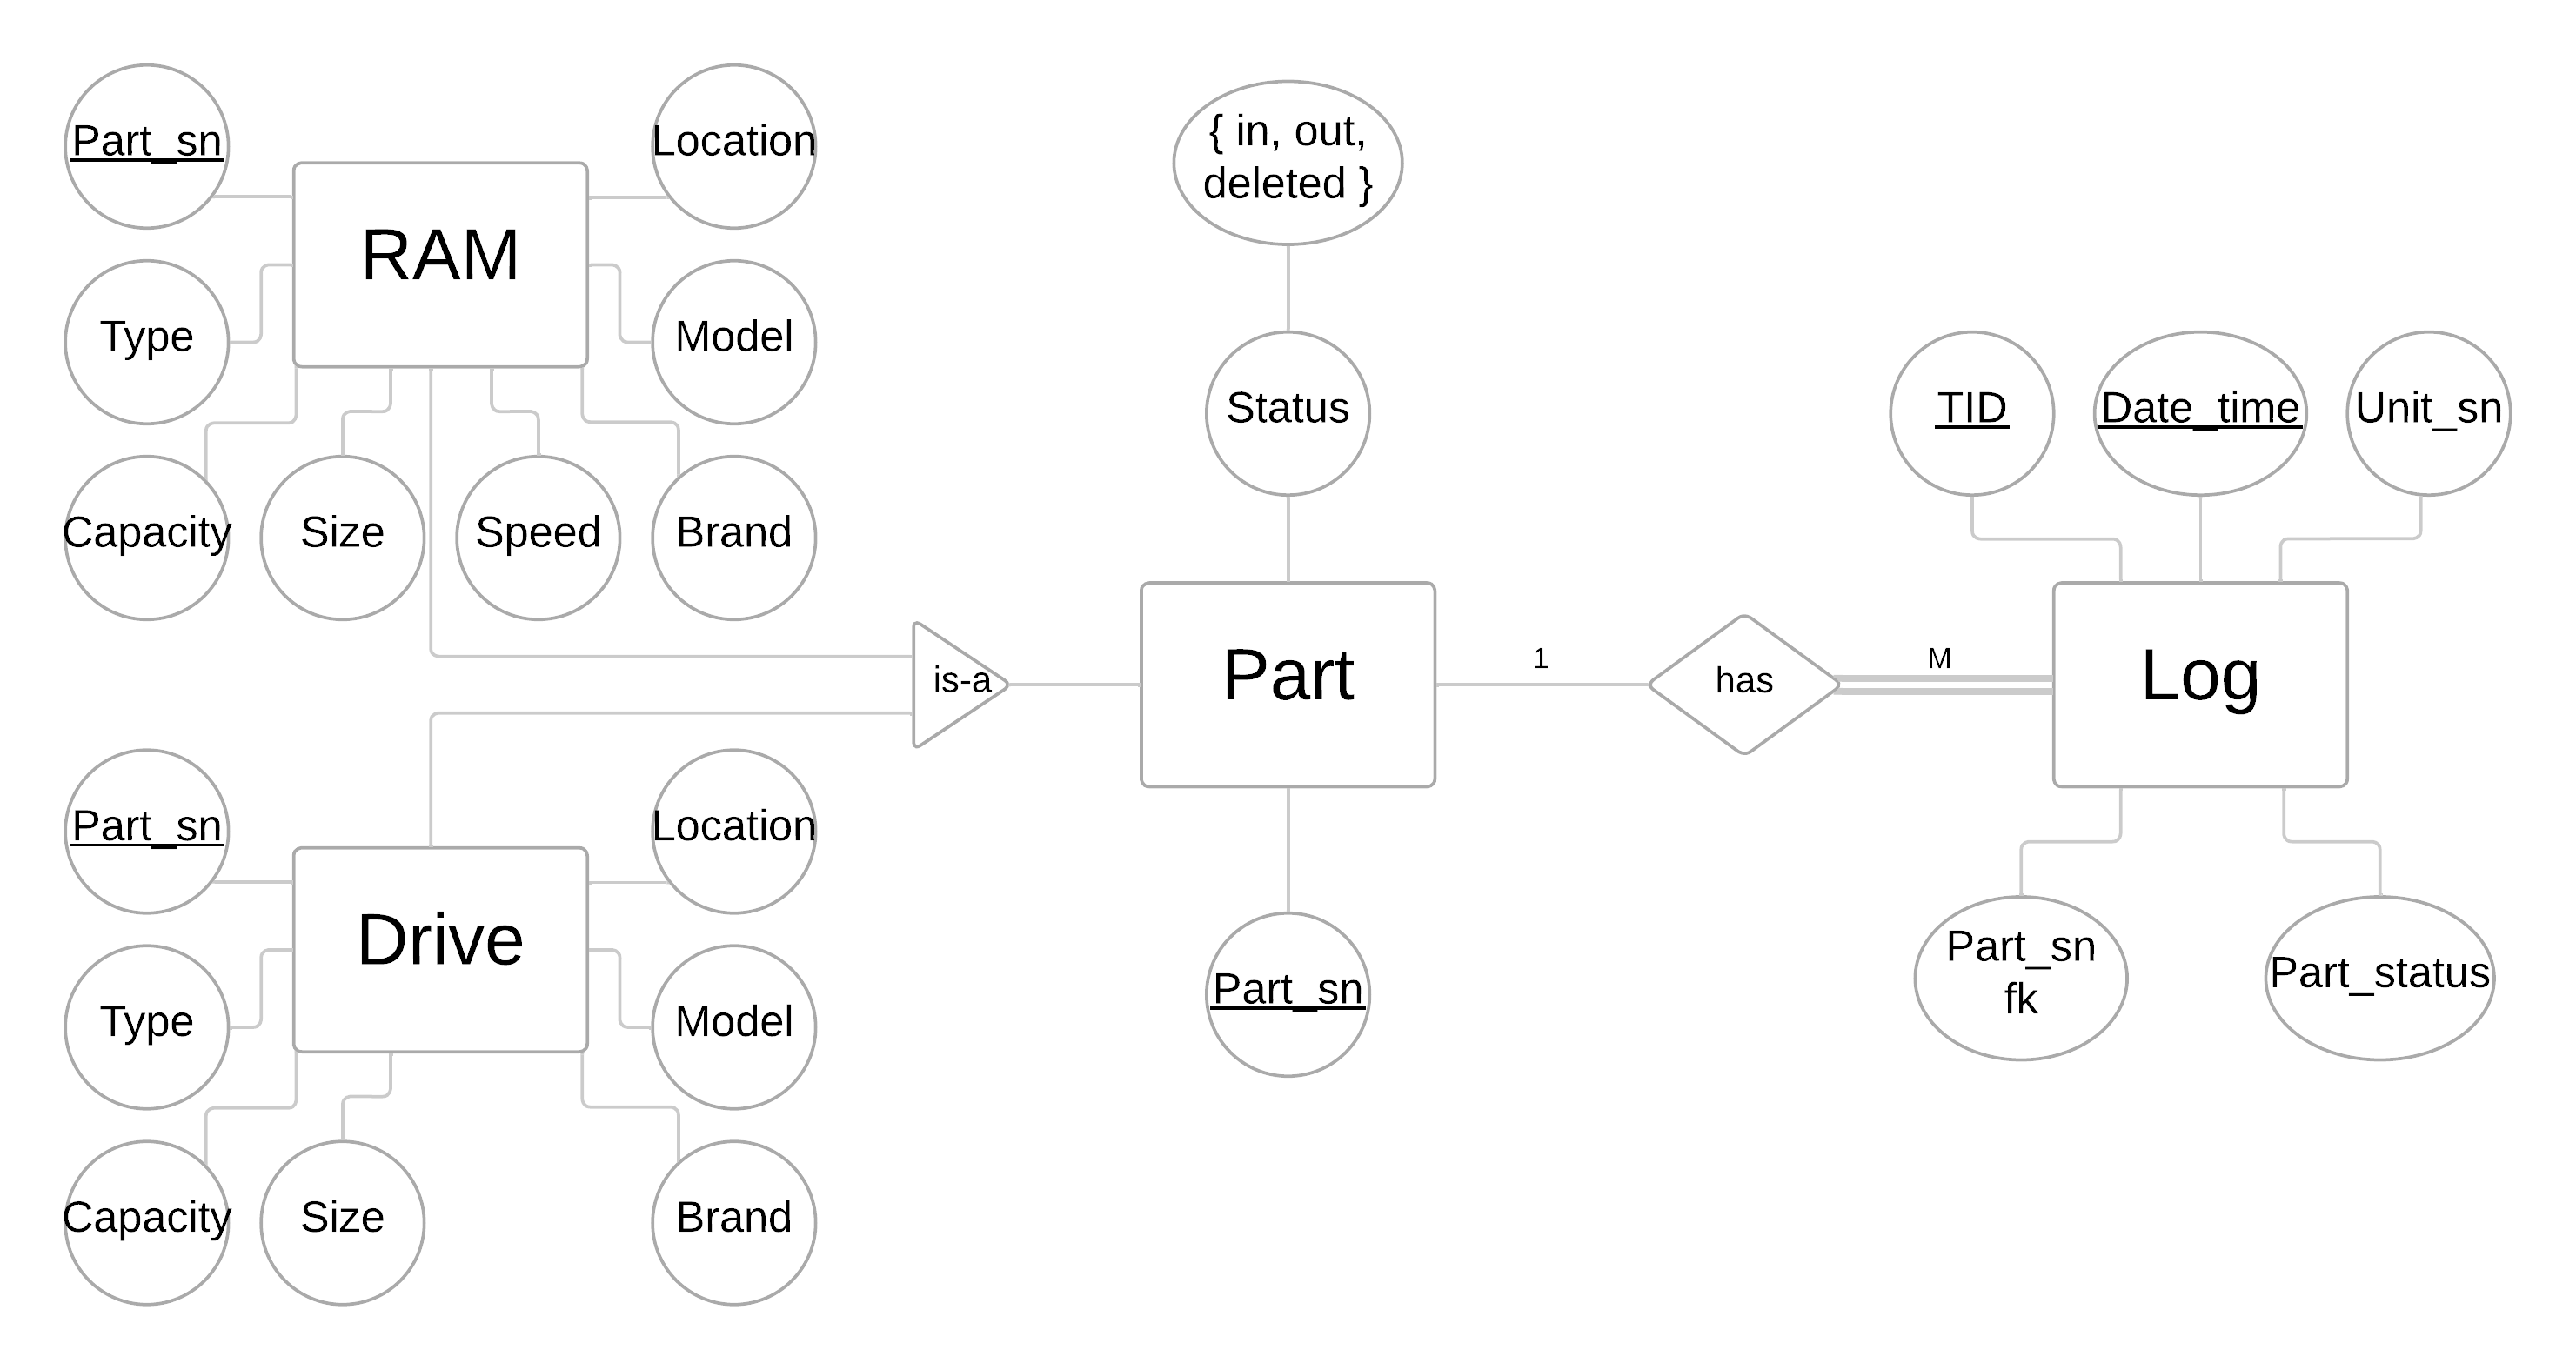 Part_sn
Location
RAM
Type
Model
Capacity
Size
Speed
Brand
{ in, out,
deleted }
Status
is-a
Part
1
has
M
Log
TID
Date_time
Unit_sn
Part_sn
Part_sn
fk
Part_status
Part_sn
Location
Drive
Type
Model
Capacity
Size
Brand